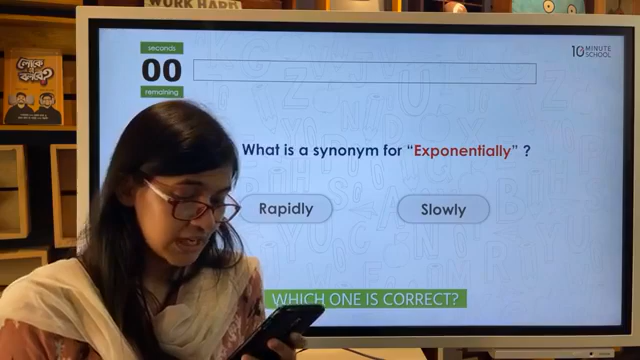 WORK HARD
seconds
00
remaining
10 MINUTE
SCHOOL
What is a synonym for “Exponentially” ?
Rapidly
Slowly
WHICH ONE IS CORRECT?
লোকে
কি
বলবে?